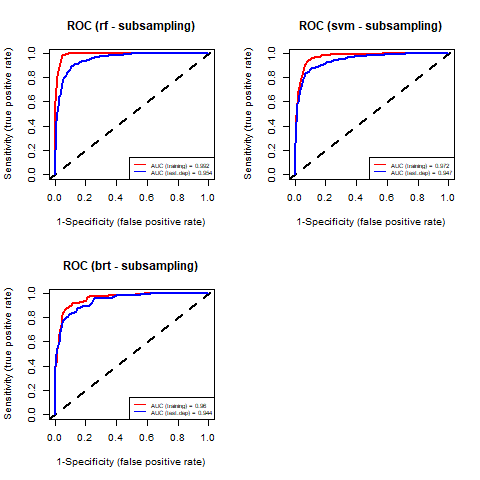 ROC (rf - subsampling)
Sensitivity (true positive rate)
0.0 0.2 0.4 0.6 0.8 1.0
AUC (training) = 0.992
AUC (test.dep) = 0.954
0.0 0.2 0.4 0.6 0.8 1.0
1-Specificity (false positive rate)
ROC (svm - subsampling)
Sensitivity (true positive rate)
0.0 0.2 0.4 0.6 0.8 1.0
AUC (training) = 0.972
AUC (test.dep) = 0.947
0.0 0.2 0.4 0.6 0.8 1.0
1-Specificity (false positive rate)
ROC (brt - subsampling)
Sensitivity (true positive rate)
0.0 0.2 0.4 0.6 0.8 1.0
AUC (training) = 0.96
AUC (test.dep) = 0.944
0.0 0.2 0.4 0.6 0.8 1.0
1-Specificity (false positive rate)